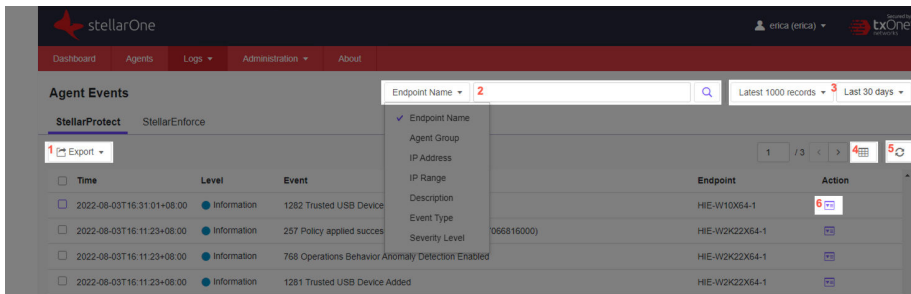 stellarOne
erica (erica)
Secured by
txOne
networks
Dashboard Agents Logs Administration About
Agent Events
Endpoint Name 2
Latest 1000 records 3 Last 30 days
StellarProtect StellarEnforce
Endpoint Name
Agent Group
IP Address
IP Range
Description
Event Type
Severity Level
1 Export
1 / 3 < > 4 5
Time Level Event Endpoint Action
2022-08-03T16:31:01+08:00 Information 1282 Trusted USB Device HIE-W10X64-1 6
2022-08-03T16:11:23+08:00 Information 257 Policy applied succes 066816000) HIE-W2K22X64-1
2022-08-03T16:11:23+08:00 Information 768 Operations Behavior Anomaly Detection Enabled HIE-W2K22X64-1
2022-08-03T16:11:23+08:00 Information 1281 Trusted USB Device Added HIE-W2K22X64-1